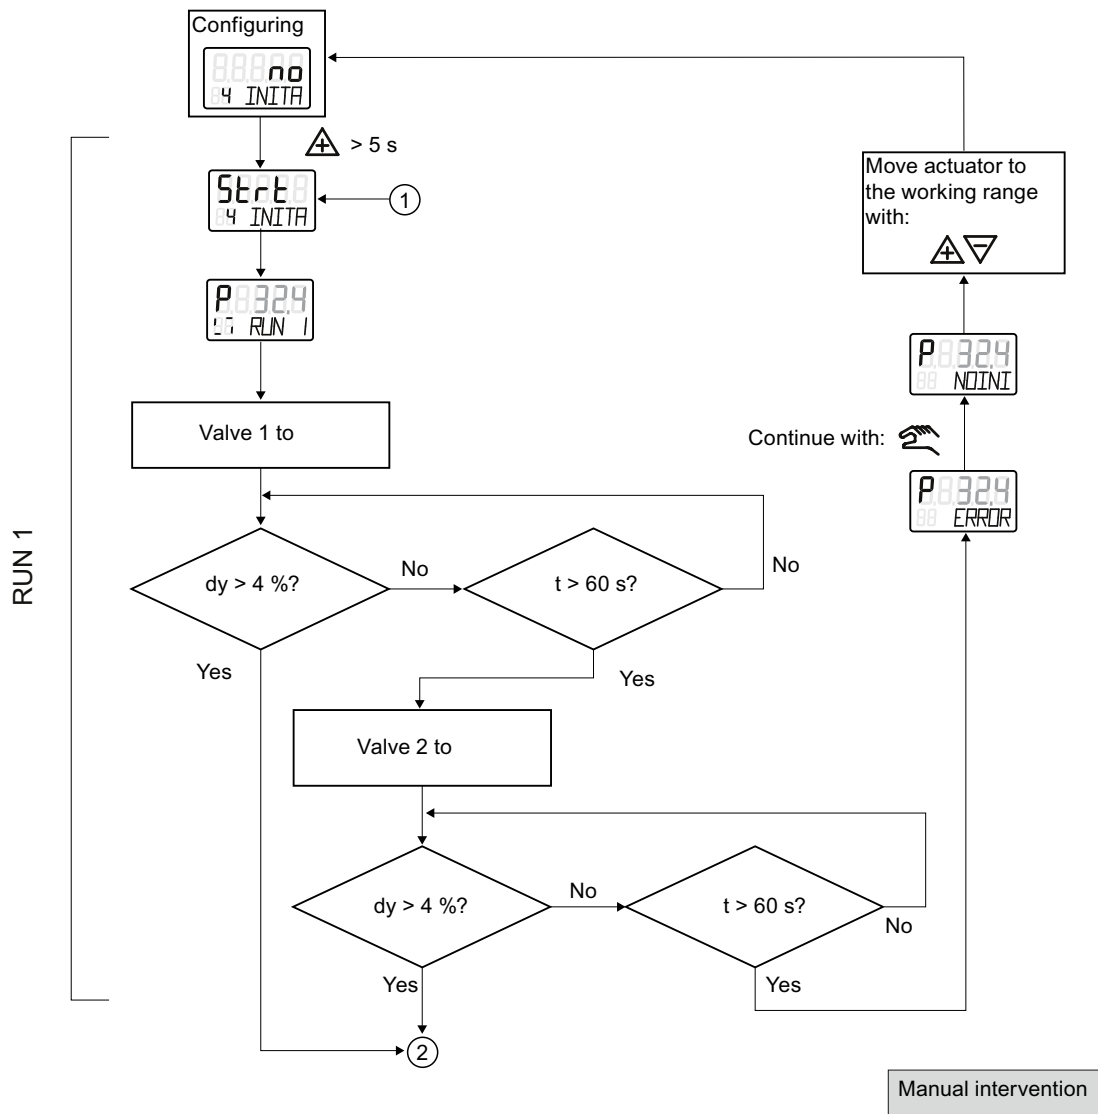 Configuring
no
4 INITA
> 5 s
Strt
4 INITA
1
P 32.4
RUN 1
Valve 1 to
dy > 4 %?
No
t > 60 s?
No
Yes
Yes
Valve 2 to
dy > 4 %?
No
t > 60 s?
No
Yes
Yes
2
RUN 1
Move actuator to
the working range
with:
P 32.4
NOINI
Continue with:
P 32.4
ERROR
Manual intervention